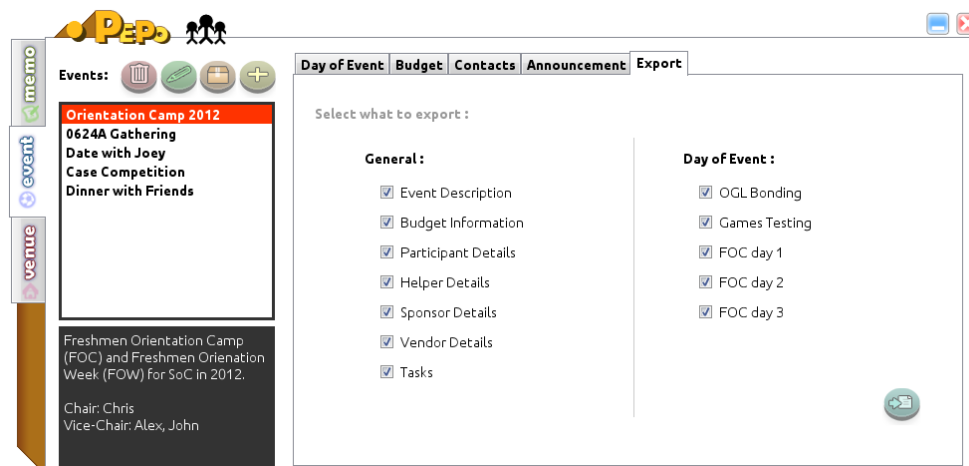 PEPo
memo
event
venue
Events:
Orientation Camp 2012
0624A Gathering
Date with Joey
Case Competition
Dinner with Friends
Freshmen Orientation Camp
(FOC) and Freshmen Orienation
Week (FOW) for SoC in 2012.
Chair: Chris
Vice-Chair: Alex, John
Day of Event Budget Contacts Announcement Export
Select what to export :
General :
Event Description
Budget Information
Participant Details
Helper Details
Sponsor Details
Vendor Details
Tasks
Day of Event :
OGL Bonding
Games Testing
FOC day 1
FOC day 2
FOC day 3